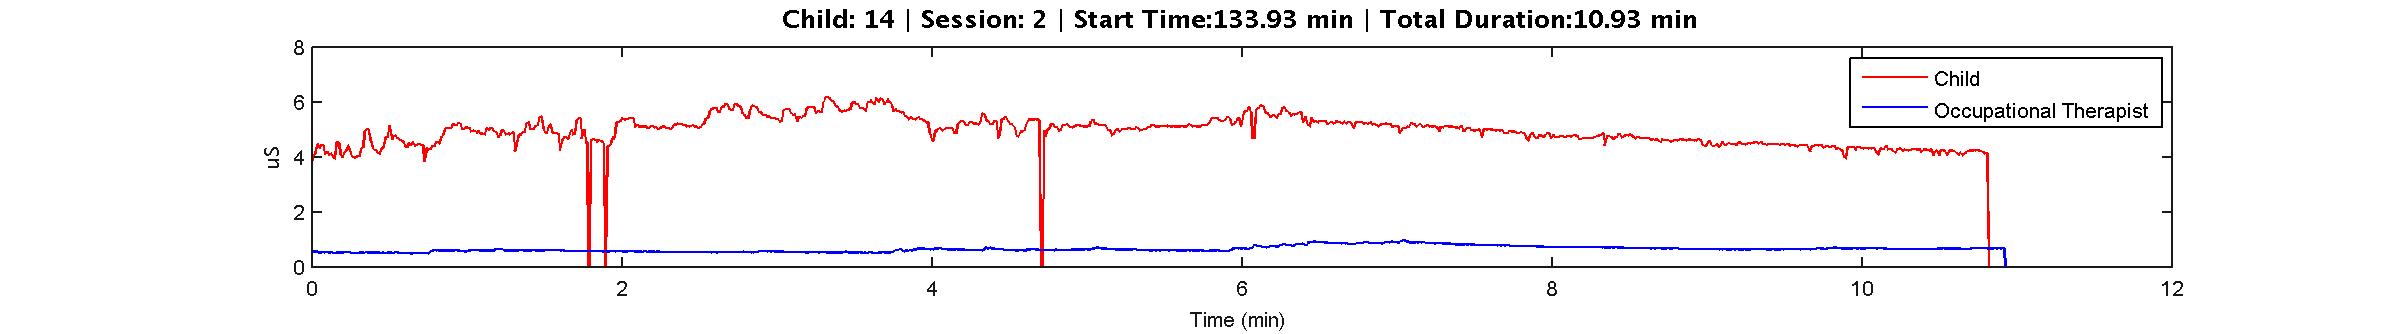 Child: 14 | Session: 2 | Start Time:133.93 min | Total Duration:10.93 min
8
6
4
2
0
uS
Child
Occupational Therapist
0 2 4 6 8 10 12
Time (min)